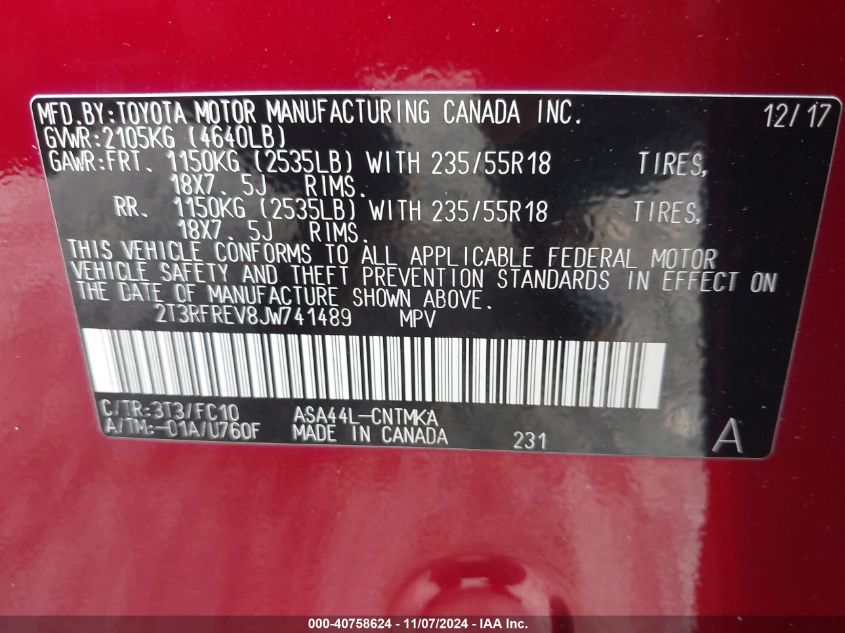 MFD.BY:TOYOTA MOTOR MANUFACTURING CANADA INC. 12/17
GVWR:2105KG (4640LB)
GAWR:FRT. 1150KG (2535LB) WITH 235/55R18 TIRES,
18X7.5J RIMS.
RR. 1150KG (2535LB) WITH 235/55R18 TIRES,
18X7.5J RIMS.
THIS VEHICLE CONFORMS TO ALL APPLICABLE FEDERAL MOTOR
VEHICLE SAFETY AND THEFT PREVENTION STANDARDS IN EFFECT ON
THE DATE OF MANUFACTURE SHOWN ABOVE.
2T3RFREV8JW741489 MPV
C/TR:3T3/FC10 ASA44L-CNTMKA
A/TM:-01A/U760F MADE IN CANADA 231 A
000-40758624 - 11/07/2024 - IAA Inc.